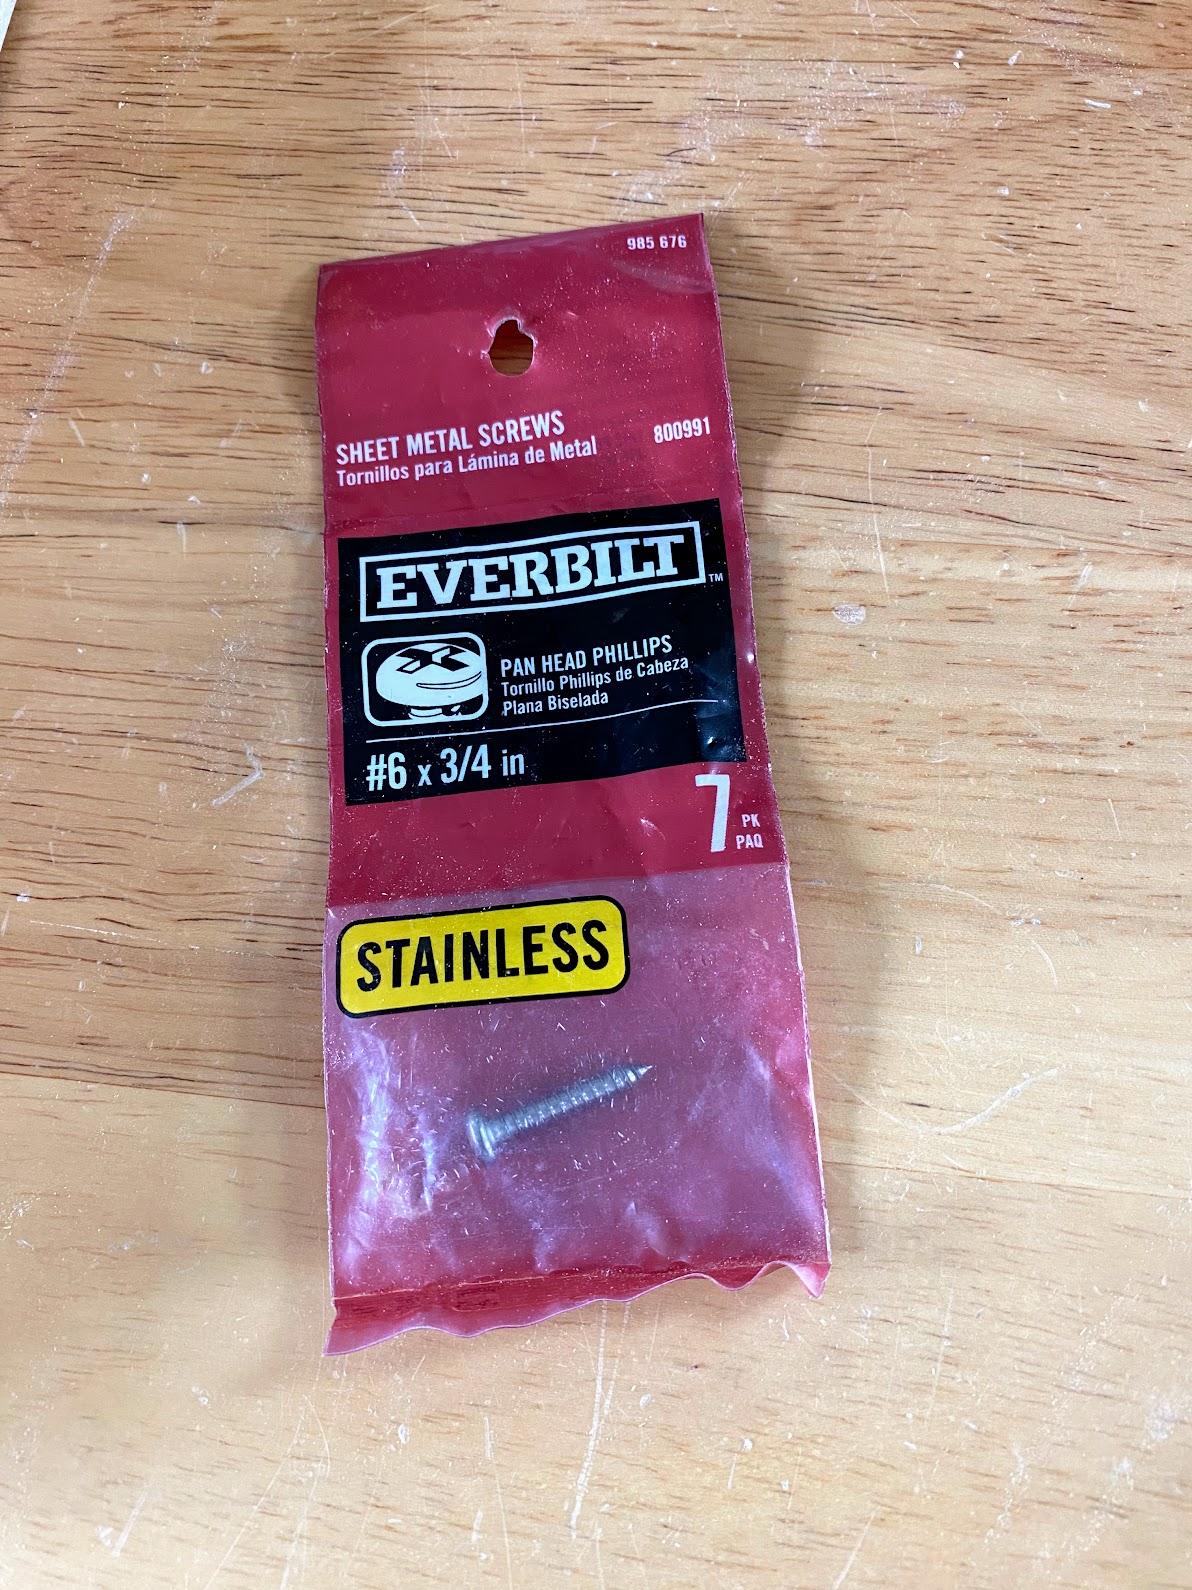 985 676
SHEET METAL SCREWS
Tornillos para Lámina de Metal
800991
EVERBILT™
PAN HEAD PHILLIPS
Tornillo Phillips de Cabeza
Plana Biselada
#6 x 3/4 in
7 PK
PAQ
STAINLESS